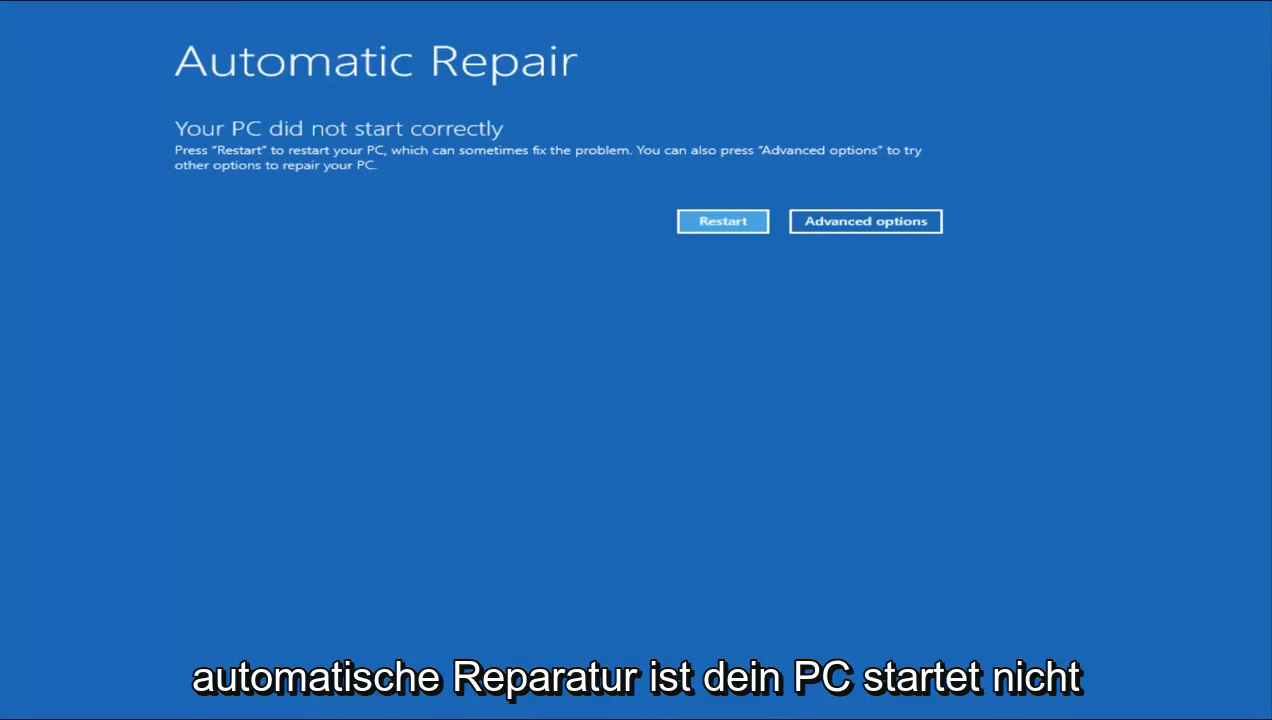 Automatic Repair
Your PC did not start correctly
Press “Restart” to restart your PC, which can sometimes fix the problem. You can also press “Advanced options” to try
other options to repair your PC.
Restart Advanced options
automatische Reparatur ist dein PC startet nicht